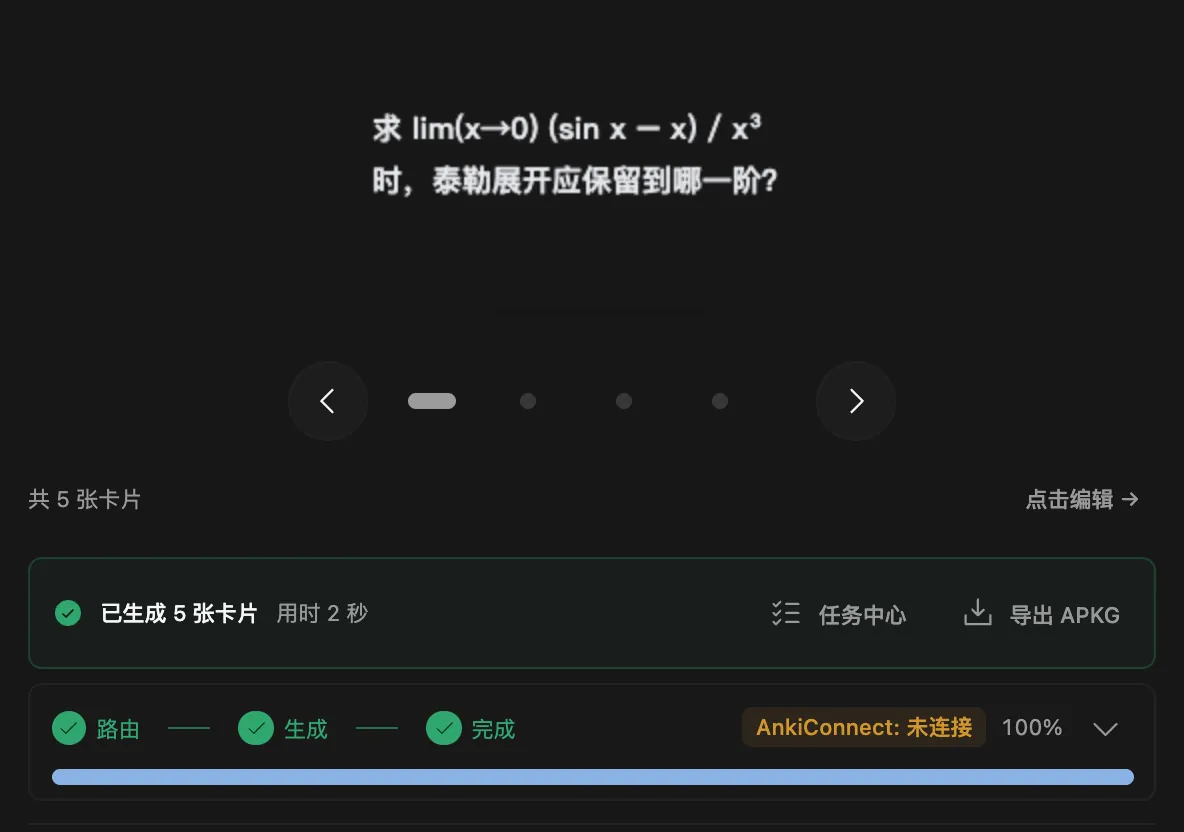 求 lim(x→0) (sin x − x) / x³
时，泰勒展开应保留到哪一阶?
共 5 张卡片
点击编辑 →
已生成 5 张卡片 用时 2 秒
任务中心
导出 APKG
路由
生成
完成
AnkiConnect: 未连接
100%